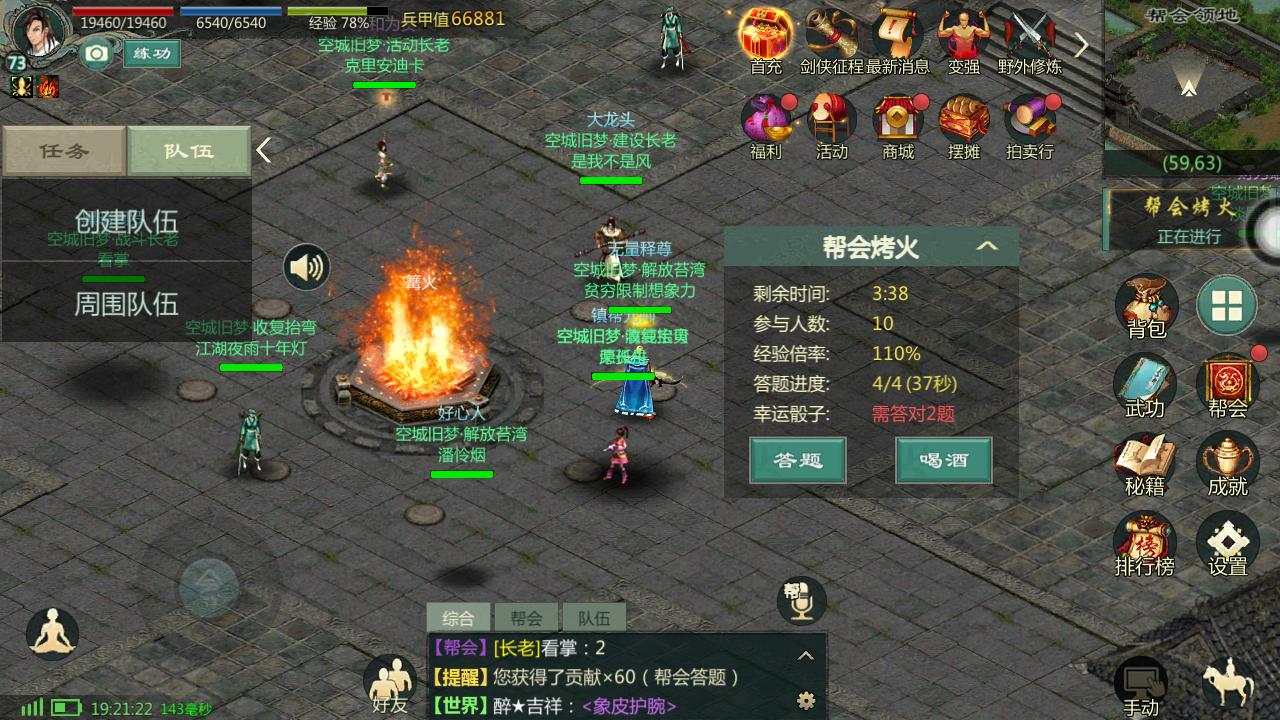 19460/19460
6540/6540
经验 78%
兵甲值66881
73
练功
空城旧梦·活动长老
克里安迪卡
首充
剑侠征程
最新消息
变强
野外修炼
帮会领地
福利
活动
商城
摆摊
拍卖行
(59,63)
任务
队伍
创建队伍
空城旧梦·战斗长老
看掌
周围队伍
大龙头
空城旧梦·建设长老
是我不是风
帮会烤火
正在进行
篝火
无量释尊
空城旧梦·解放苔湾
贫穷限制想象力
空城旧梦·收复抬弯
江湖夜雨十年灯
好心人
空城旧梦·解放苔湾
潘伶烟
帮会烤火
剩余时间: 3:38
参与人数: 10
经验倍率: 110%
答题进度: 4/4 (37秒)
幸运骰子: 需答对2题
答题
喝酒
背包
武功
帮会
秘籍
成就
排行榜
设置
手动
好友
帮
综合
帮会
队伍
【帮会】[长老]看掌：2
【提醒】您获得了贡献×60（帮会答题）
【世界】醉★吉祥：<象皮护腕>
19:21:22 143毫秒